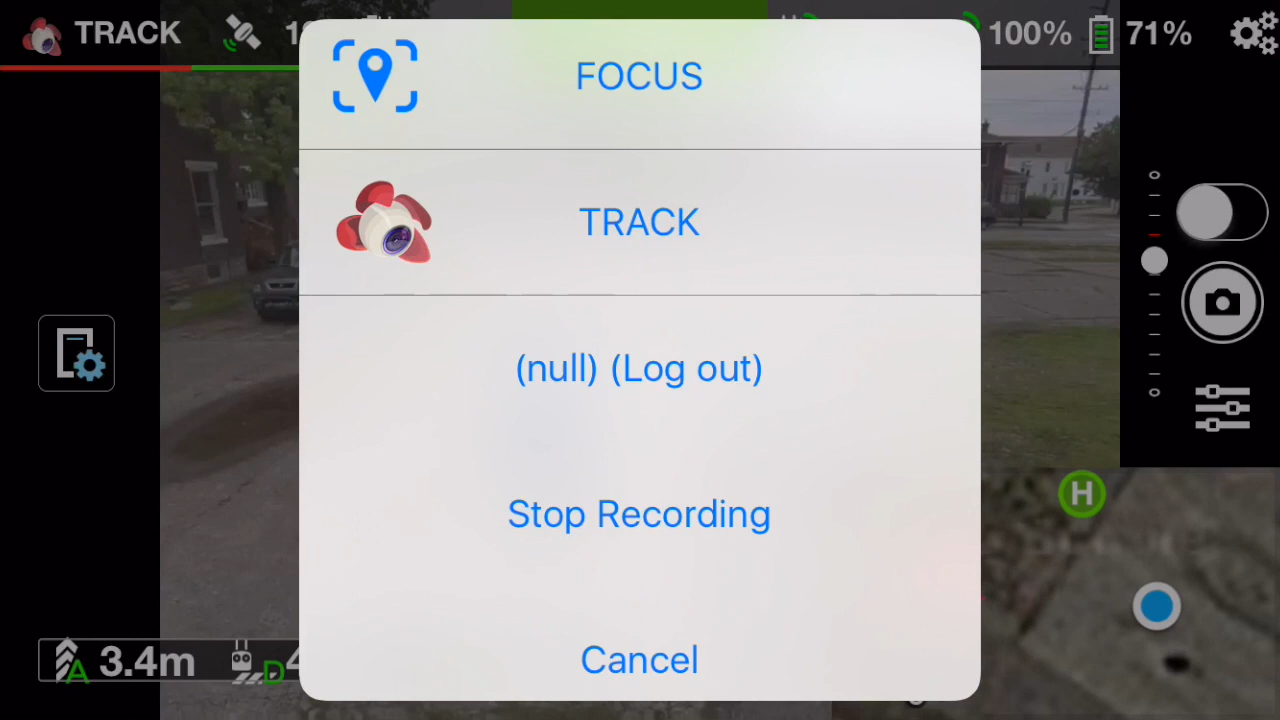 TRACK
100%
71%
FOCUS
TRACK
(null) (Log out)
Stop Recording
Cancel
H
A 3.4m
D